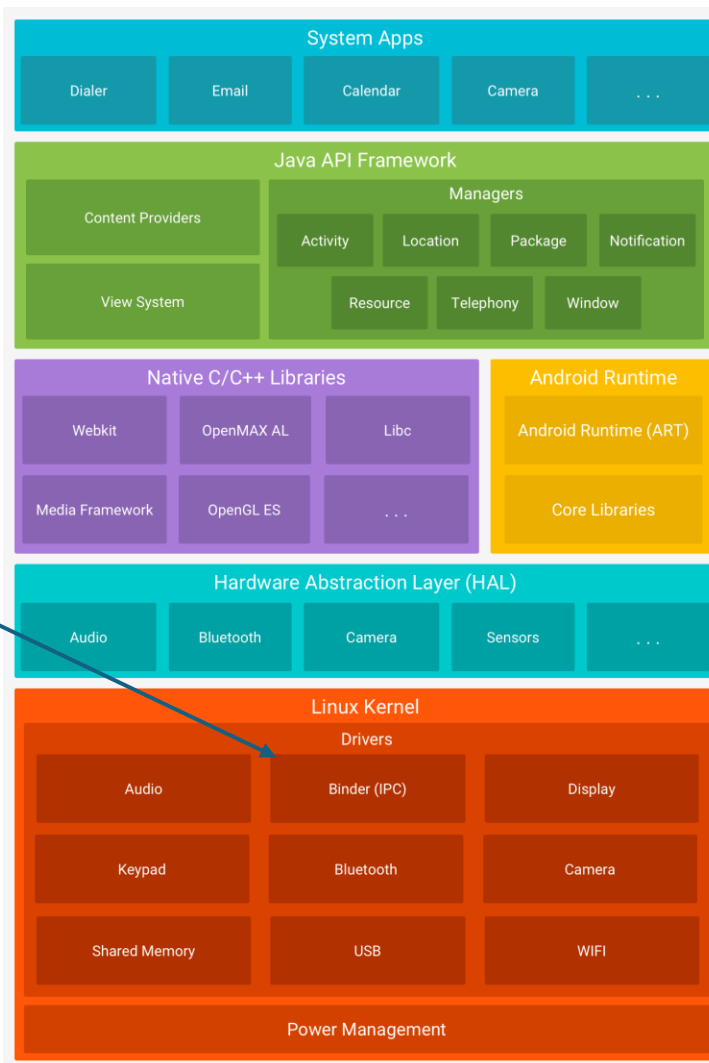 System Apps
Dialer
Email
Calendar
Camera
. . .
Java API Framework
Content Providers
View System
Managers
Activity
Location
Package
Notification
Resource
Telephony
Window
Native C/C++ Libraries
Webkit
OpenMAX AL
Libc
Media Framework
OpenGL ES
. . .
Android Runtime
Android Runtime (ART)
Core Libraries
Hardware Abstraction Layer (HAL)
Audio
Bluetooth
Camera
Sensors
. . .
Linux Kernel
Drivers
Audio
Binder (IPC)
Display
Keypad
Bluetooth
Camera
Shared Memory
USB
WIFI
Power Management